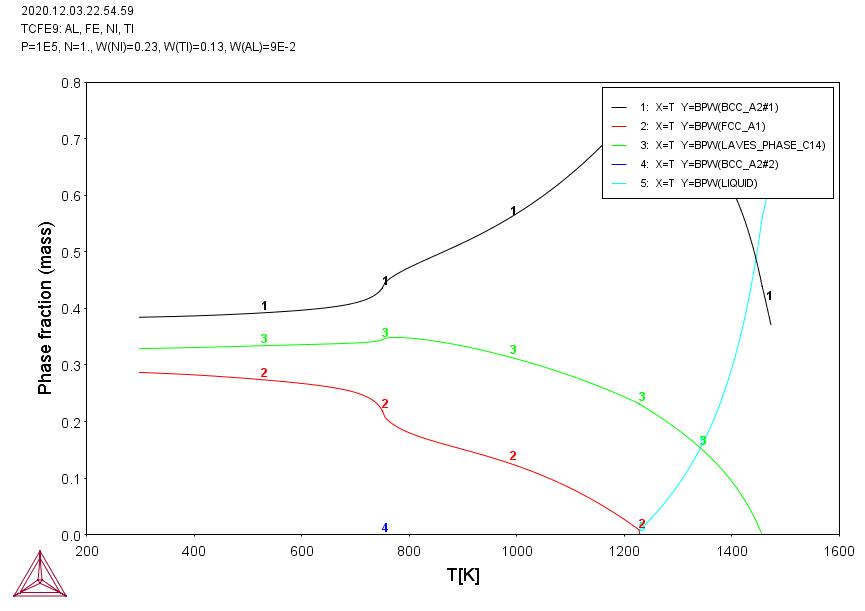 2020.12.03.22.54.59
TCFE9: AL, FE, NI, TI
P=1E5, N=1., W(NI)=0.23, W(TI)=0.13, W(AL)=9E-2
0.8
0.7
0.6
0.5
0.4
0.3
0.2
0.1
0.0
Phase fraction (mass)
1: X=T Y=BPW(BCC_A2#1)
2: X=T Y=BPW(FCC_A1)
3: X=T Y=BPW(LAVES_PHASE_C14)
4: X=T Y=BPW(BCC_A2#2)
5: X=T Y=BPW(LIQUID)
1
1
1
1
3
3
3
3
2
2
2
2
4
200 400 600 800 1000 1200 1400 1600
T[K]